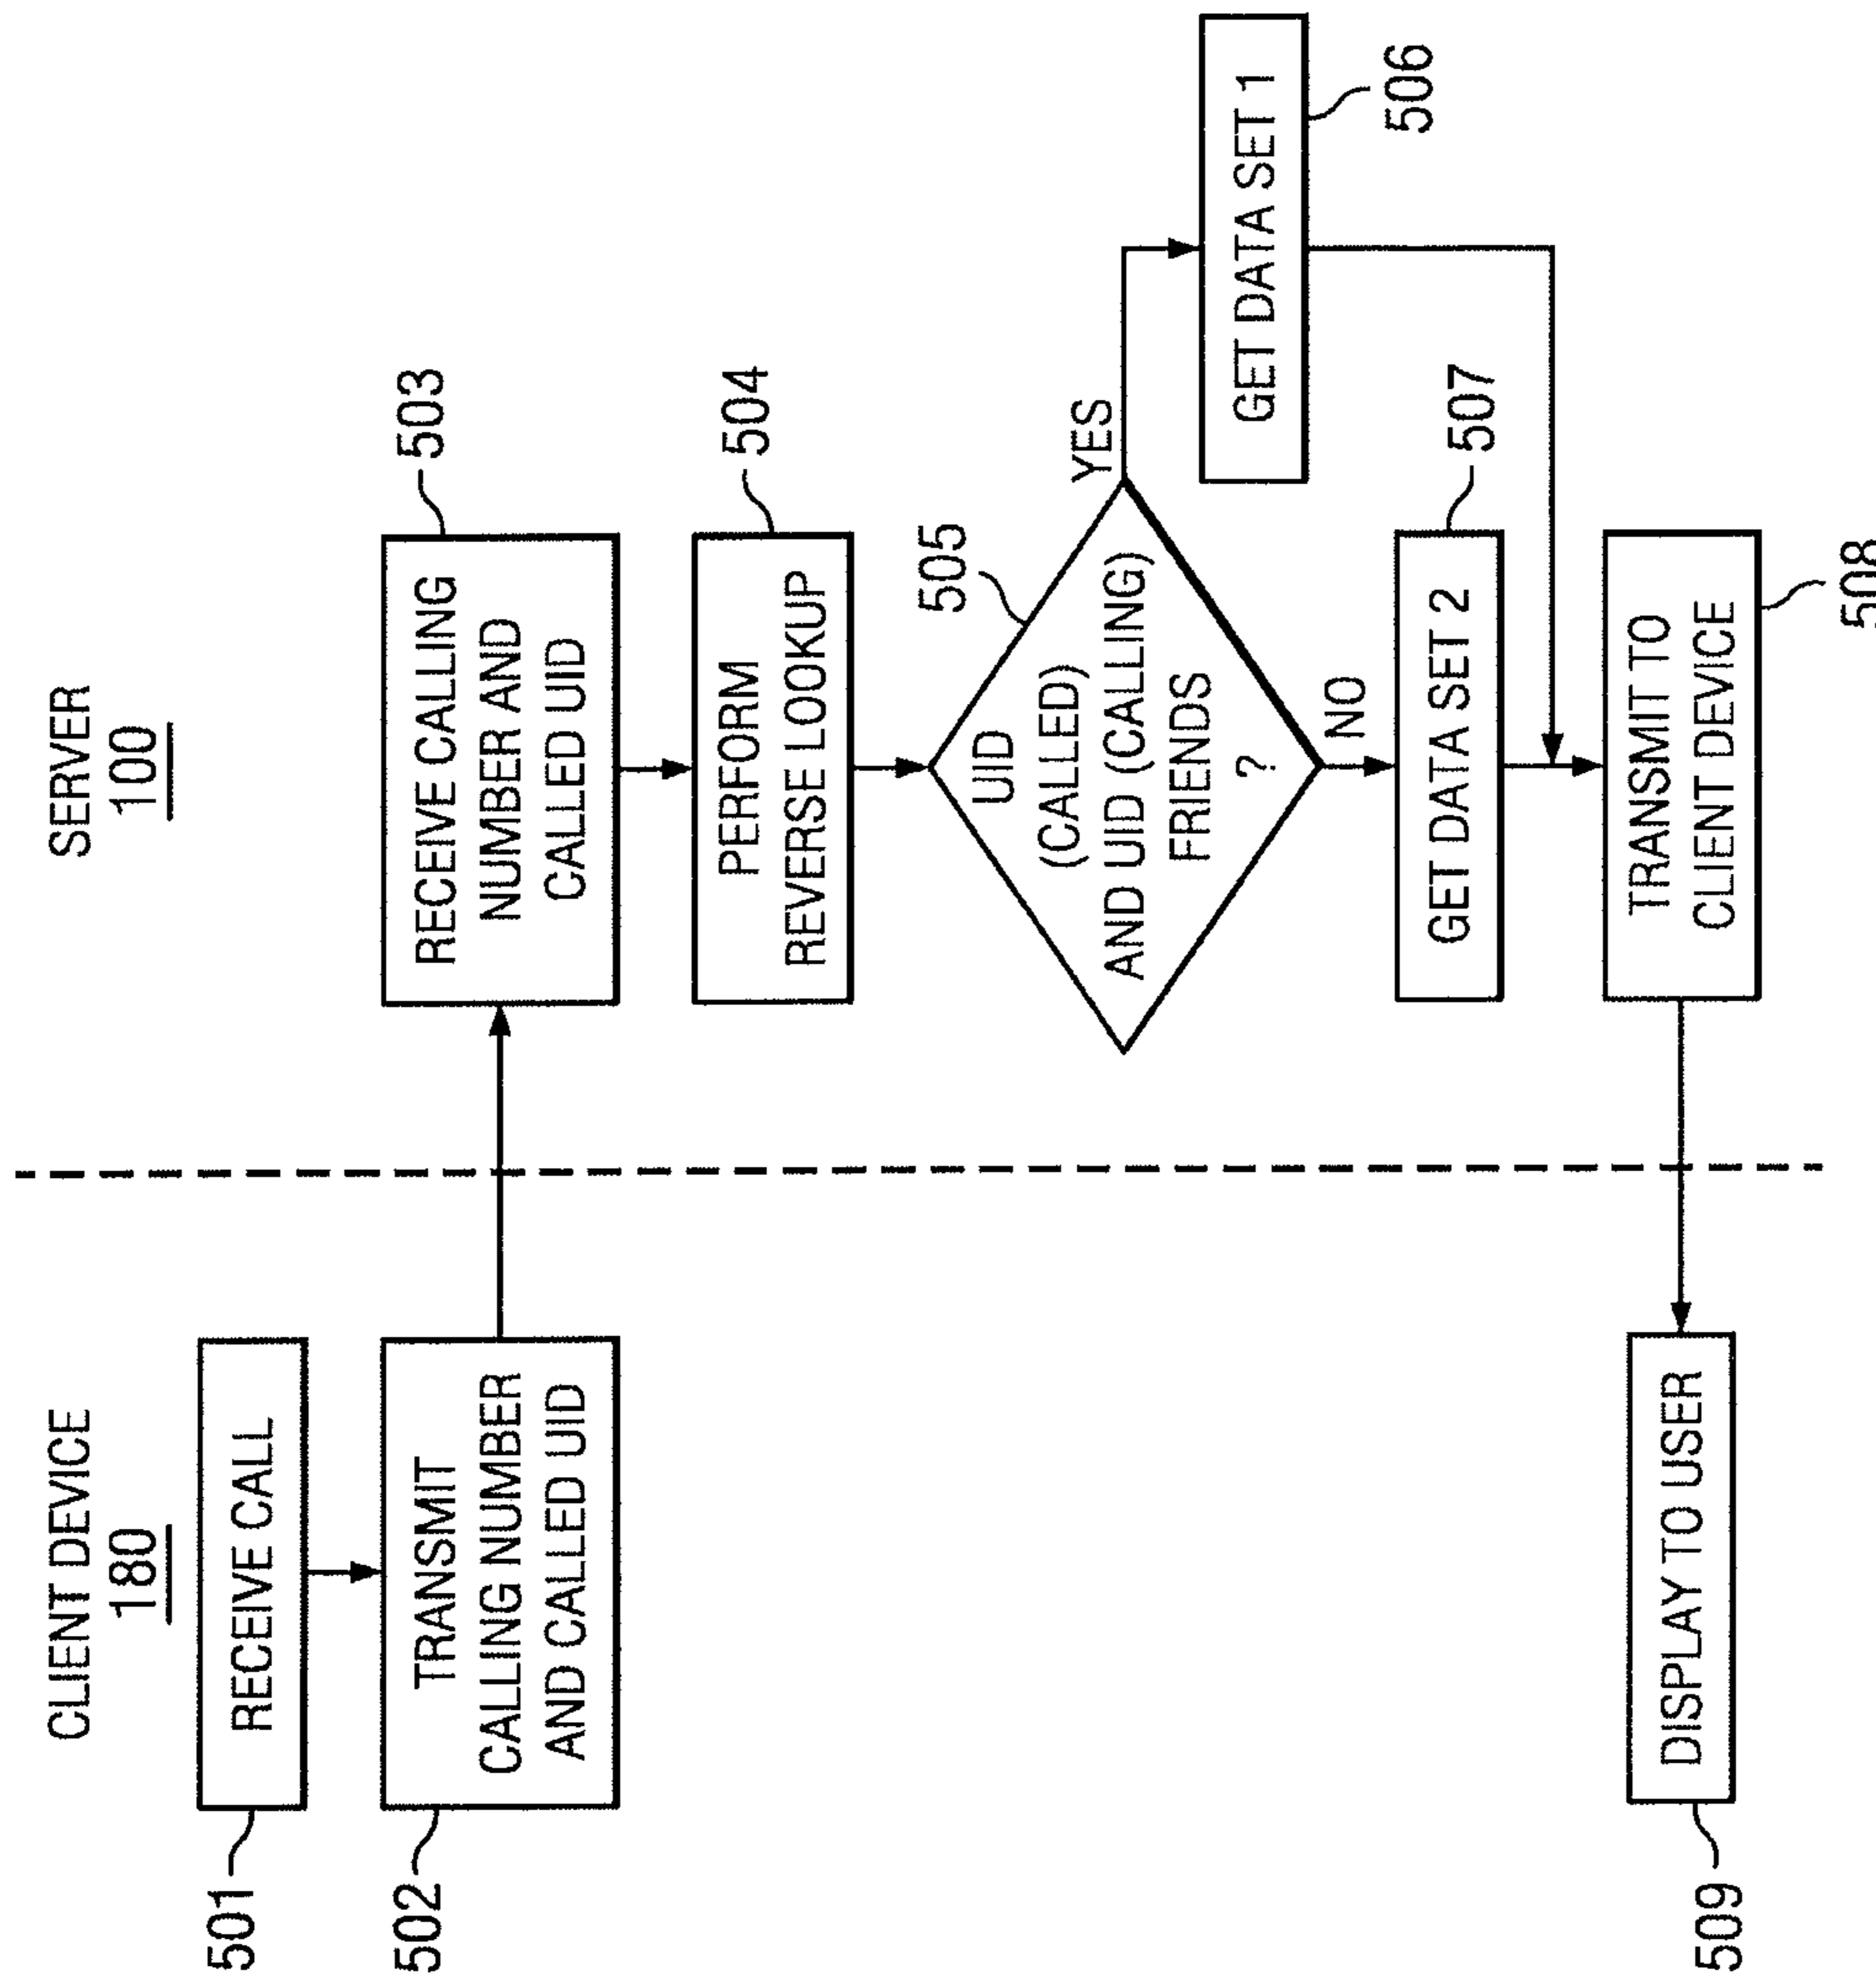 CLIENT DEVICE
180
SERVER
100
RECEIVE CALL
501
TRANSMIT
CALLING NUMBER
AND CALLED UID
502
RECEIVE CALLING
NUMBER AND
CALLED UID
503
PERFORM
REVERSE LOOKUP
504
UID
(CALLED)
AND UID (CALLING)
FRIENDS
?
505
YES
GET DATA SET 1
506
NO
GET DATA SET 2
507
TRANSMIT TO
CLIENT DEVICE
508
DISPLAY TO USER
509